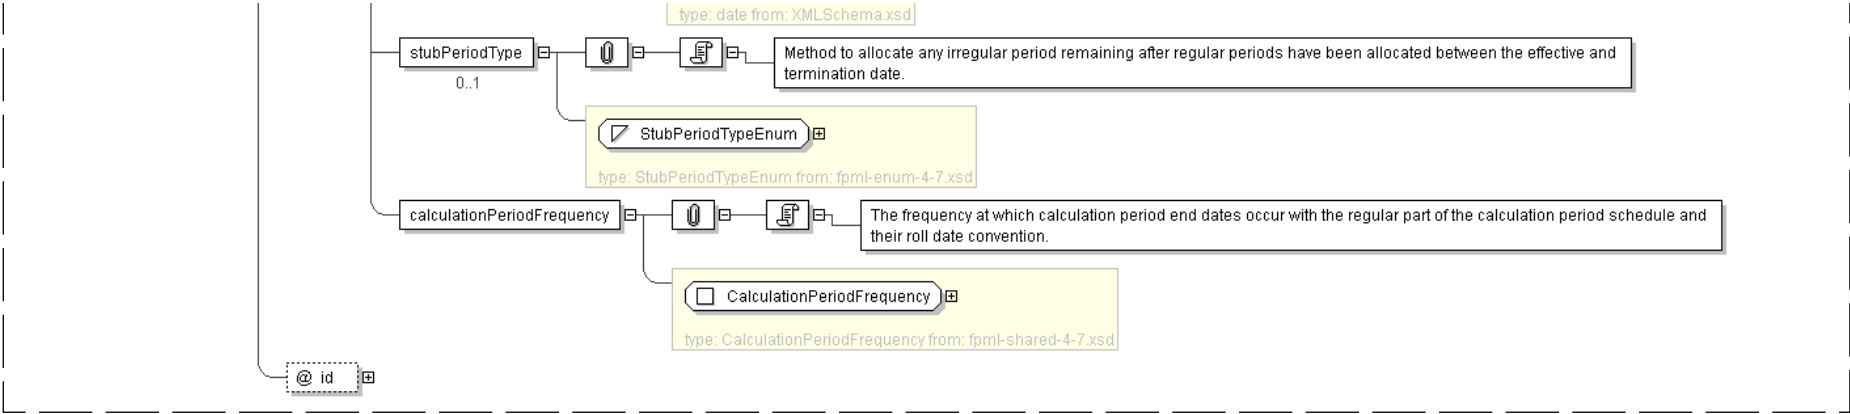 type: date from: XMLSchema.xsd
stubPeriodType
0..1
Method to allocate any irregular period remaining after regular periods have been allocated between the effective and
termination date.
StubPeriodTypeEnum
type: StubPeriodTypeEnum from: fpml-enum-4-7.xsd
calculationPeriodFrequency
The frequency at which calculation period end dates occur with the regular part of the calculation period schedule and
their roll date convention.
CalculationPeriodFrequency
type: CalculationPeriodFrequency from: fpml-shared-4-7.xsd
@ id